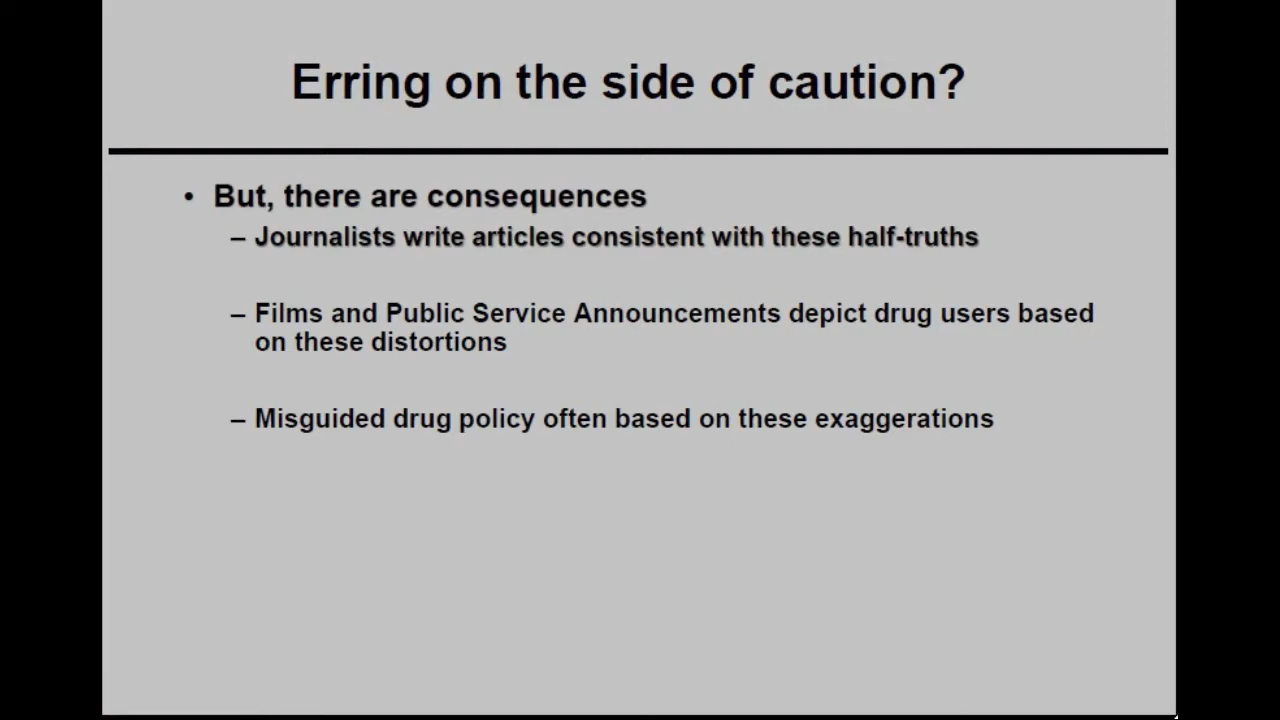 Erring on the side of caution?
• But, there are consequences
– Journalists write articles consistent with these half-truths
– Films and Public Service Announcements depict drug users based
on these distortions
– Misguided drug policy often based on these exaggerations